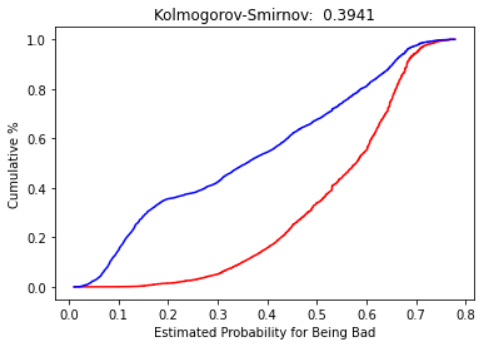 Kolmogorov-Smirnov:  0.3941
1.0
0.8
0.6
0.4
0.2
0.0
Cumulative %
0.0 0.1 0.2 0.3 0.4 0.5 0.6 0.7 0.8
Estimated Probability for Being Bad